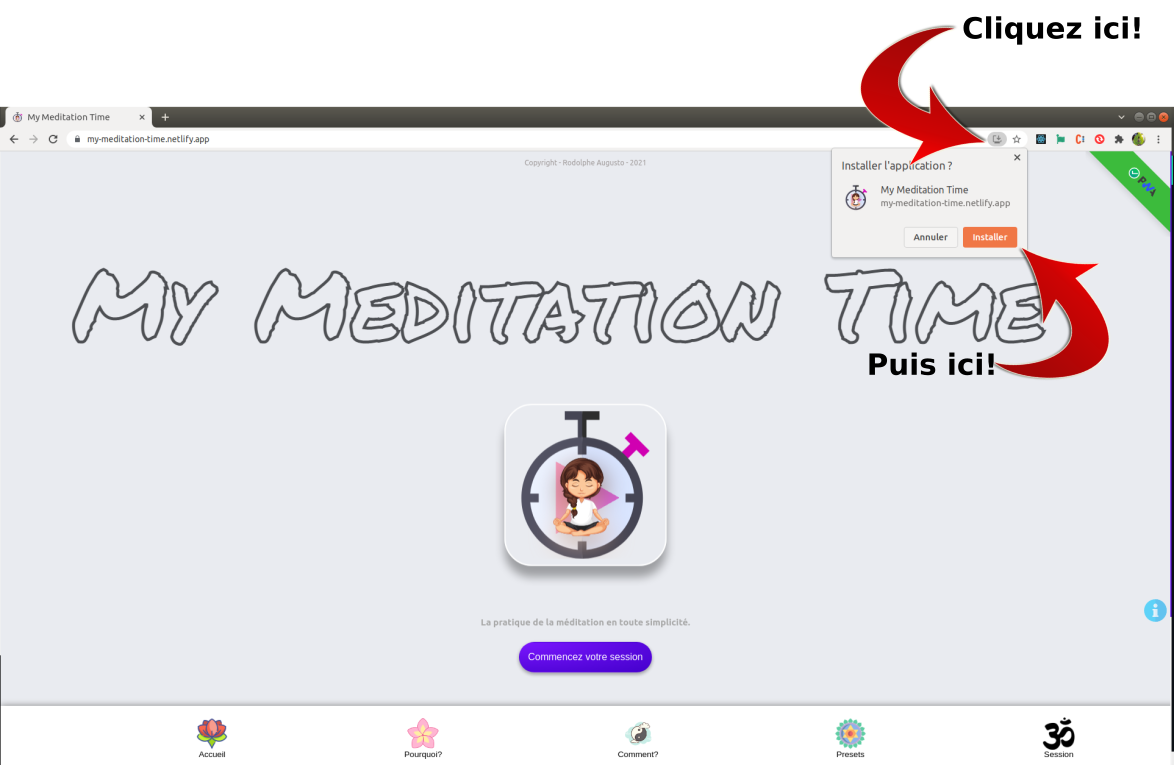 Cliquez ici!
My Meditation Time
my-meditation-time.netlify.app
Copyright - Rodolphe Augusto - 2021
Installer l'application ?
My Meditation Time
my-meditation-time.netlify.app
Annuler
Installer
PWA
My Meditation Time
Puis ici!
La pratique de la méditation en toute simplicité.
Commencez votre session
Accueil
Pourquoi?
Comment?
Presets
Session